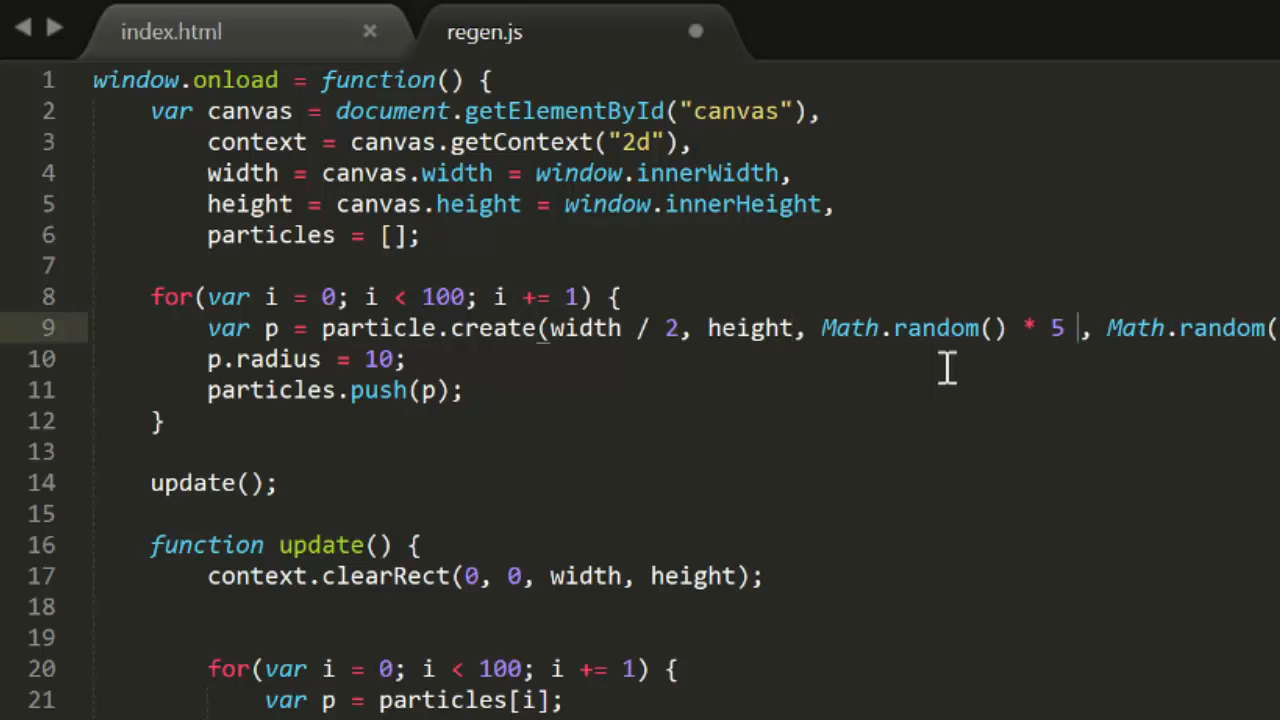 index.html × regen.js
1 window.onload = function() {
2 var canvas = document.getElementById("canvas"),
3 context = canvas.getContext("2d"),
4 width = canvas.width = window.innerWidth,
5 height = canvas.height = window.innerHeight,
6 particles = [];
7
8 for(var i = 0; i < 100; i += 1) {
9 var p = particle.create(width / 2, height, Math.random() * 5 , Math.random(
10 p.radius = 10;
11 particles.push(p);
12 }
13
14 update();
15
16 function update() {
17 context.clearRect(0, 0, width, height);
18
19
20 for(var i = 0; i < 100; i += 1) {
21 var p = particles[i];